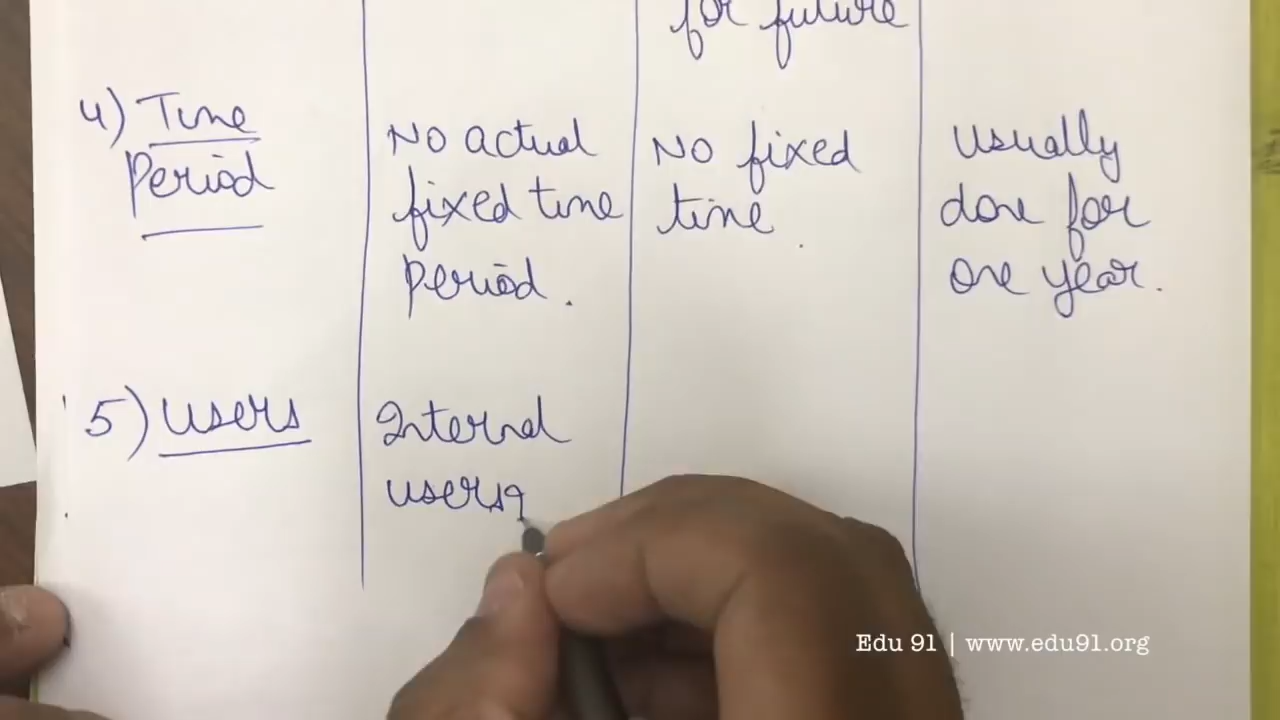 for future
4) Time
Period
No actual
fixed time
period.
No fixed
time.
Usually
done for
one year.
5) Users
Internal
users
Edu 91 | www.edu91.org